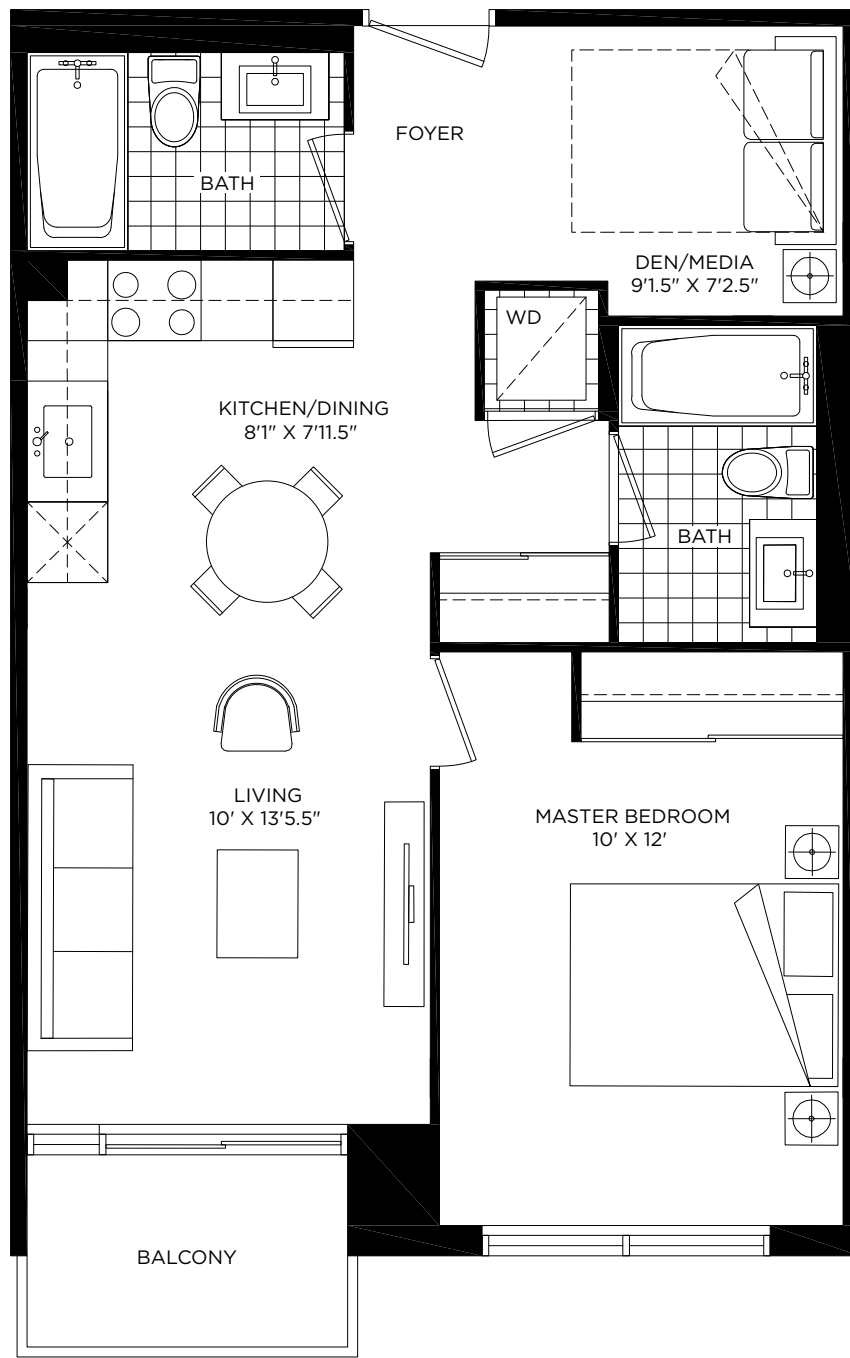 FOYER
BATH
DEN/MEDIA
9'1.5" X 7'2.5"
WD
KITCHEN/DINING
8'1" X 7'11.5"
BATH
LIVING
10' X 13'5.5"
MASTER BEDROOM
10' X 12'
BALCONY